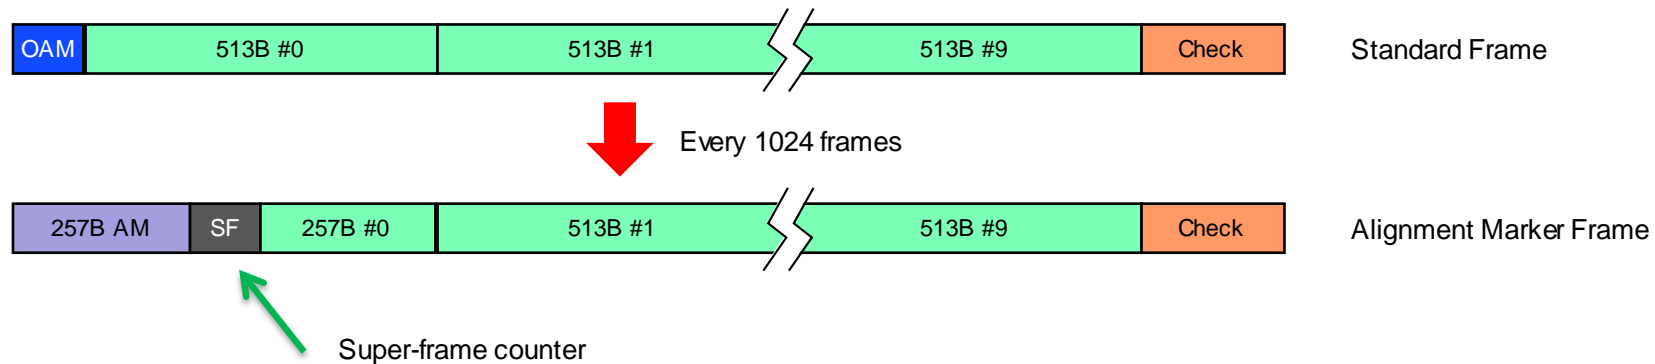 OAM 513B #0 513B #1 513B #9 Check Standard Frame
Every 1024 frames
257B AM SF 257B #0 513B #1 513B #9 Check Alignment Marker Frame
Super-frame counter